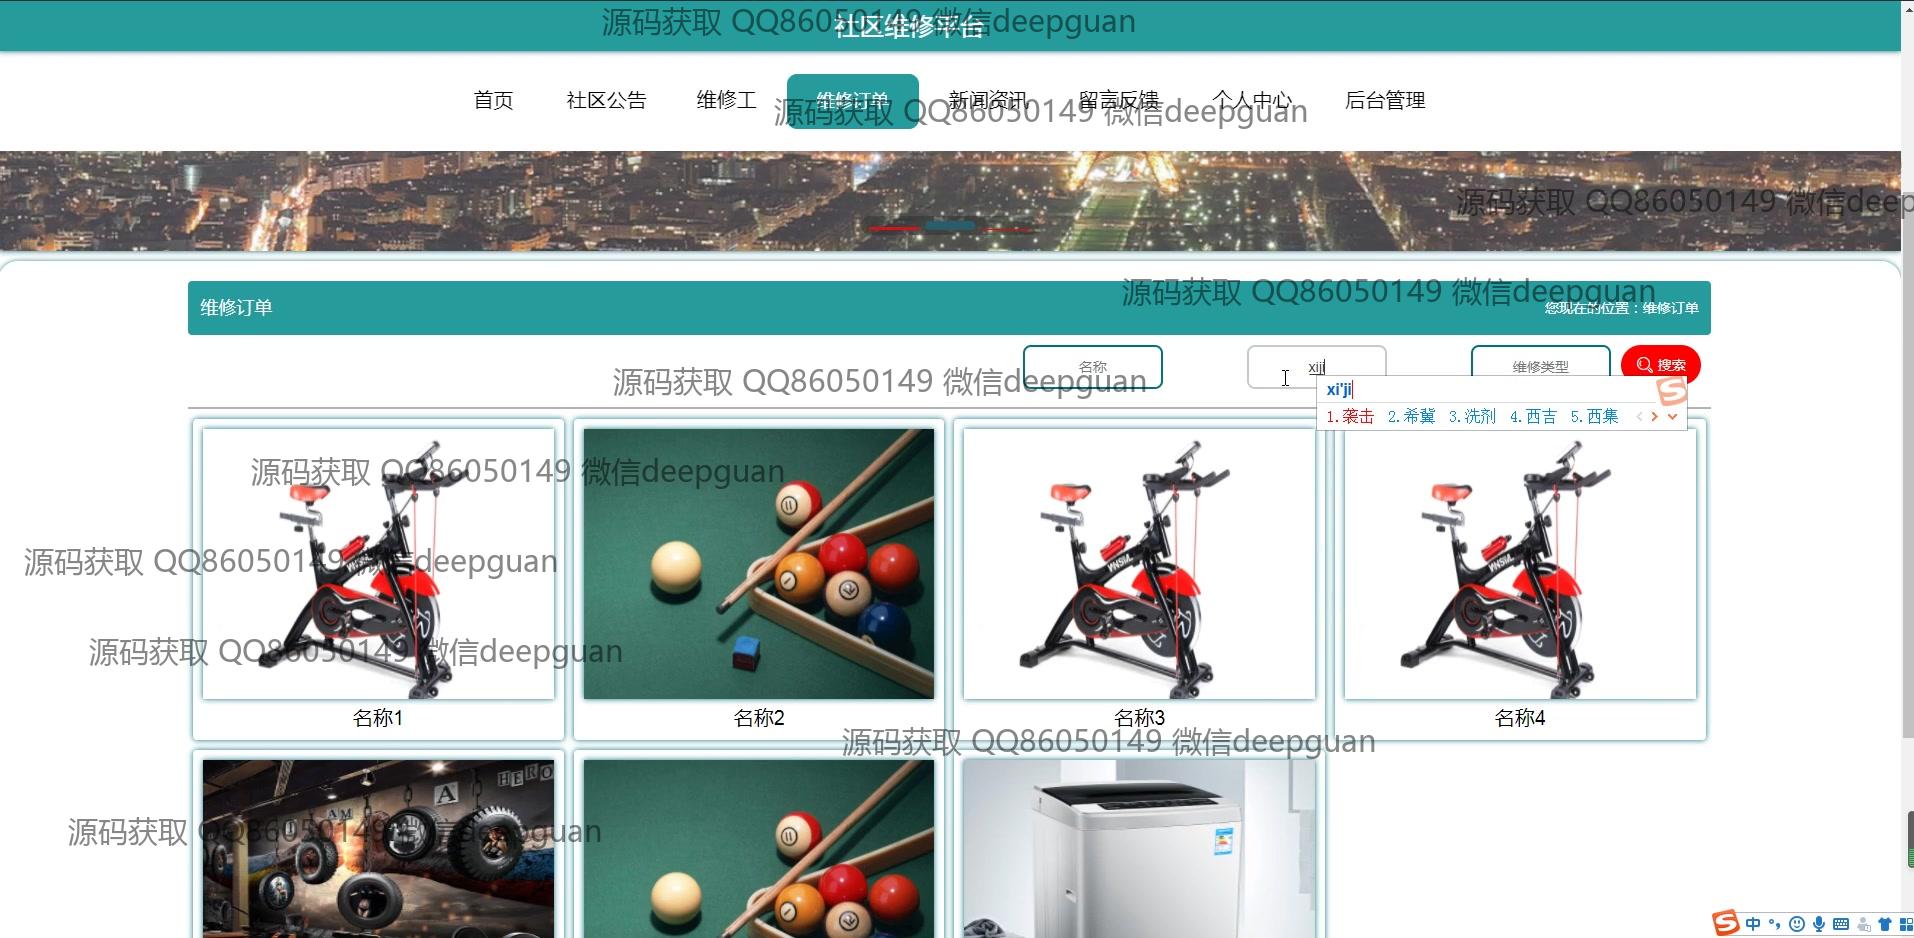 社区维修平台
源码获取 QQ86050149 微信deepguan
首页 社区公告 维修工 维修订单 新闻资讯 留言反馈 个人中心 后台管理
源码获取 QQ86050149 微信deepguan
源码获取 QQ86050149 微信deep
源码获取 QQ86050149 微信deepguan
维修订单 您现在的位置：维修订单
名称 xiji 维修类型 搜索
源码获取 QQ86050149 微信deepguan
xi'ji
1.袭击 2.希冀 3.洗剂 4.西吉 5.西集
源码获取 QQ86050149 微信deepguan
源码获取 QQ86050149 微信deepguan
源码获取 QQ86050149 微信deepguan
名称1 名称2 名称3 名称4
源码获取 QQ86050149 微信deepguan
HERO
I AM A
源码获取 QQ86050149 微信deepguan
中